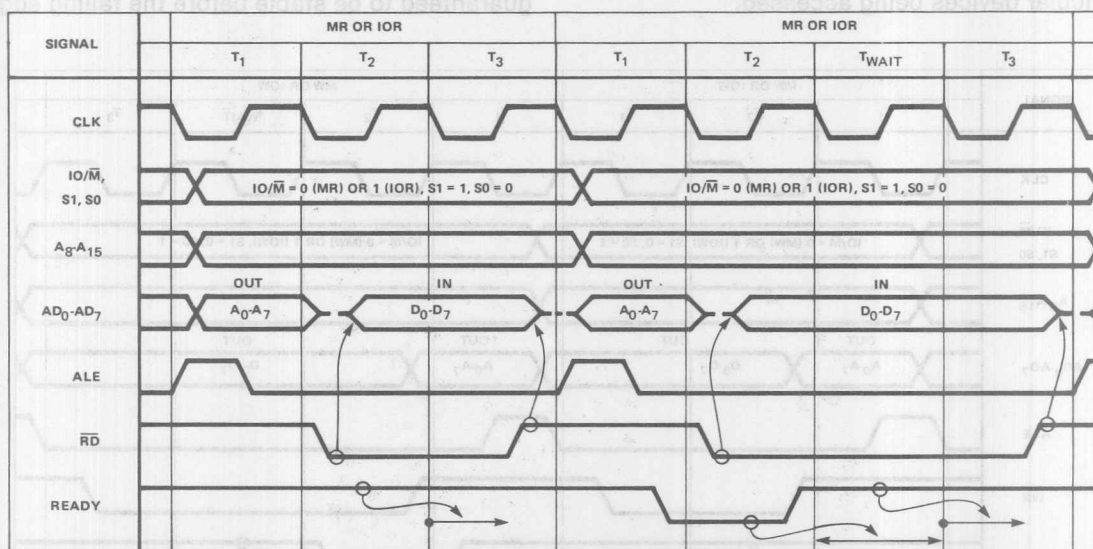 ular devices being accessed.
guaranteed to be stable before the falling edg
SIGNAL
MR OR IOR
MR OR IOR
T1
T2
T3
T1
T2
TWAIT
T3
CLK
IO/M̅,
S1, S0
IO/M̅ = 0 (MR) OR 1 (IOR), S1 = 1, S0 = 0
IO/M̅ = 0 (MR) OR 1 (IOR), S1 = 1, S0 = 0
A8-A15
OUT
IN
OUT
IN
AD0-AD7
A0-A7
D0-D7
A0-A7
D0-D7
ALE
R̅D̅
READY